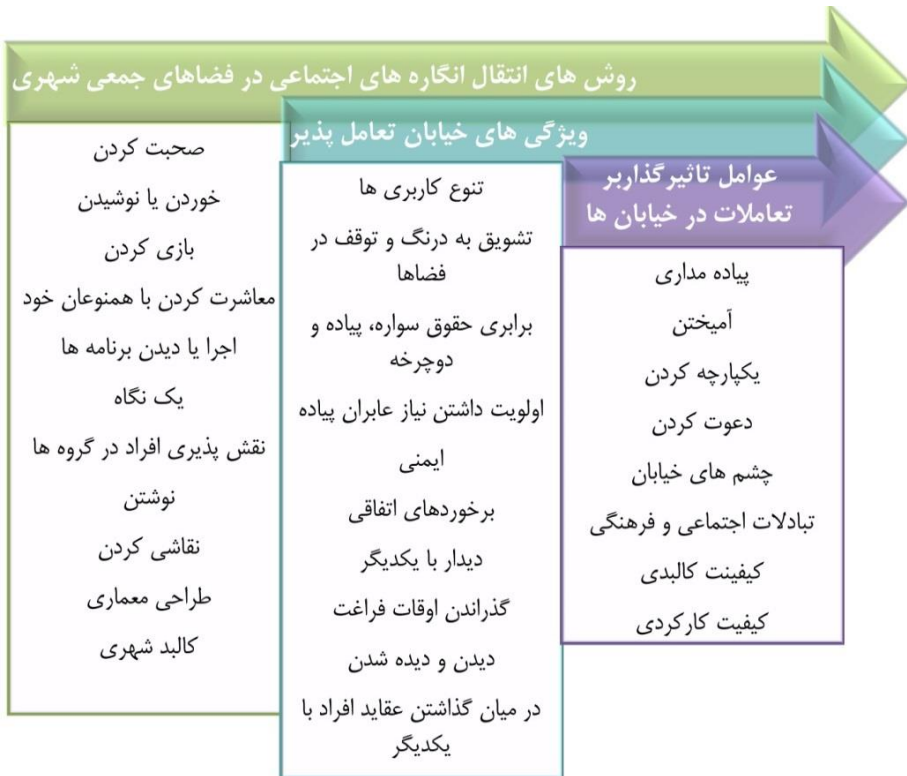 روش های انتقال انگاره های اجتماعی در فضاهای جمعی شهری
صحبت کردن
خوردن یا نوشیدن
بازی کردن
معاشرت کردن با همنوعان خود
اجرا یا دیدن برنامه ها
یک نگاه
نقش پذیری افراد در گروه ها
نوشتن
نقاشی کردن
طراحی معماری
کالبد شهری
ویژگی های خیابان تعامل پذیر
تنوع کاربری ها
تشویق به درنگ و توقف در
فضاها
برابری حقوق سواره، پیاده و
دوچرخه
اولویت داشتن نیاز عابران پیاده
ایمنی
برخوردهای اتفاقی
دیدار با یکدیگر
گذراندن اوقات فراغت
دیدن و دیده شدن
در میان گذاشتن عقاید افراد با
یکدیگر
عوامل تاثیرگذاربر
تعاملات در خیابان ها
پیاده مداری
آمیختن
یکپارچه کردن
دعوت کردن
چشم های خیابان
تبادلات اجتماعی و فرهنگی
کیفینت کالبدی
کیفیت کارکردی